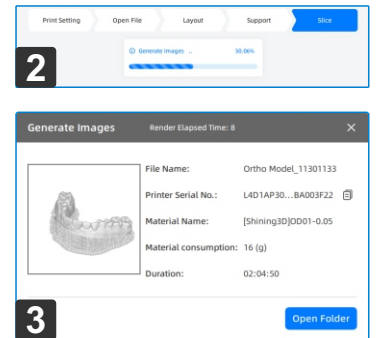 Print Setting Open File Layout Support Slice
Generate images ... 50.06%
2
Generate Images Render Elapsed Time: 8
File Name: Ortho Model_11301133
Printer Serial No.: L4D1AP30...BA003F22
Material Name: [Shining3D]OD01-0.05
Material consumption: 16 (g)
Duration: 02:04:50
3
Open Folder